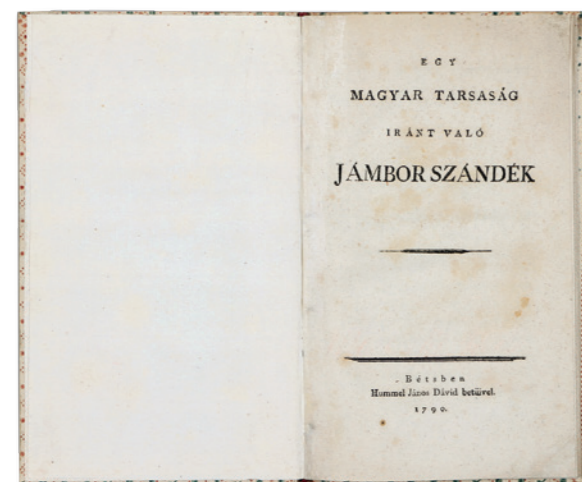 EGY
MAGYAR TARSASÁG
IRÁNT VALÓ
JÁMBOR SZÁNDÉK
Bétsben
Hummel János Dávid betűivel.
1790.